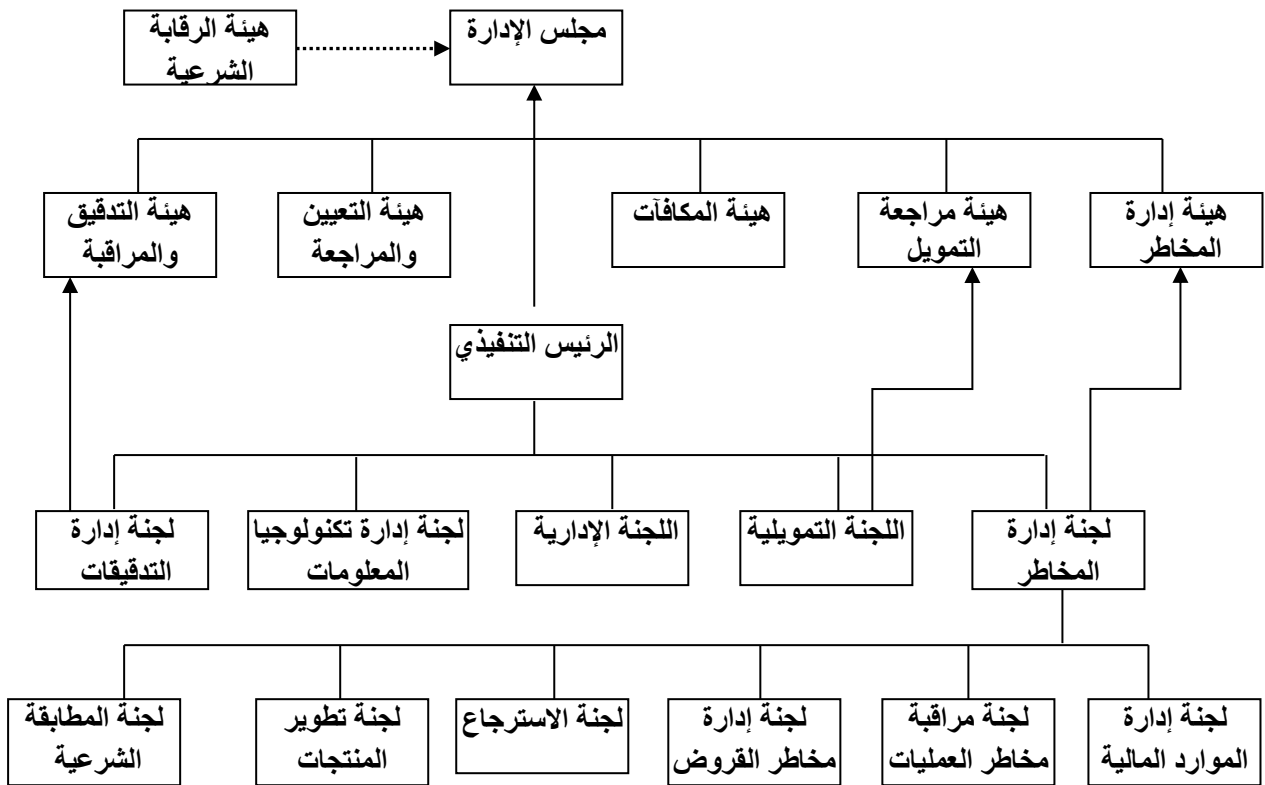 مجلس الإدارة
هيئة الرقابة
الشرعية
هيئة إدارة
المخاطر
هيئة مراجعة
التمويل
هيئة المكافآت
هيئة التعيين
والمراجعة
هيئة التدقيق
والمراقبة
الرئيس التنفيذي
لجنة إدارة
المخاطر
اللجنة التمويلية
اللجنة الإدارية
لجنة إدارة تكنولوجيا
المعلومات
لجنة إدارة
التدقيقات
لجنة إدارة
الموارد المالية
لجنة مراقبة
مخاطر العمليات
لجنة إدارة
مخاطر القروض
لجنة الاسترجاع
لجنة تطوير
المنتجات
لجنة المطابقة
الشرعية